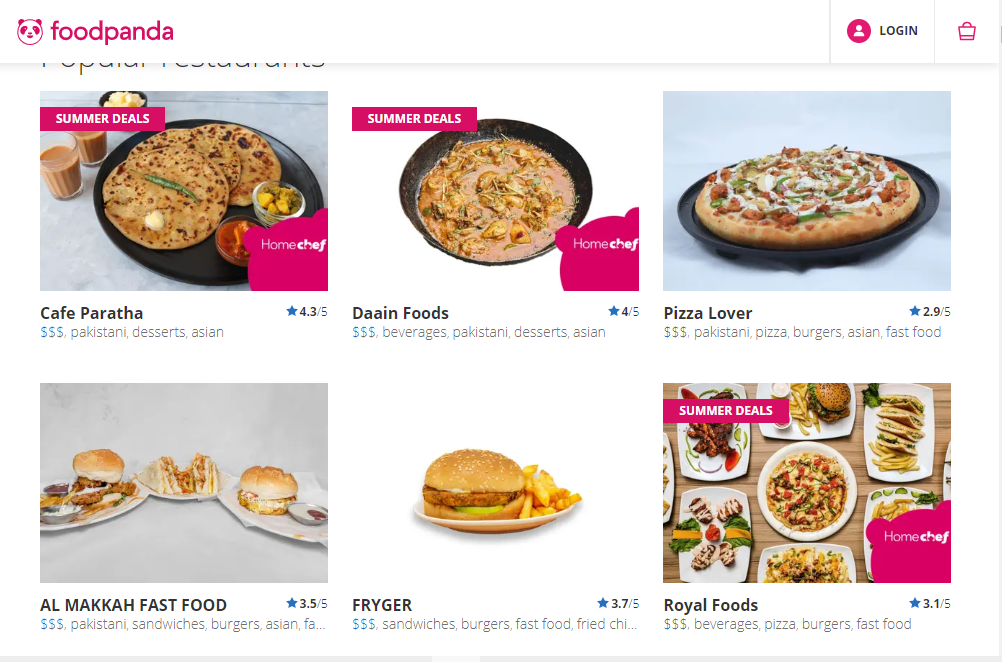 foodpanda
LOGIN
Popular restaurants
SUMMER DEALS
Homechef
SUMMER DEALS
Homechef
Cafe Paratha ★4.3/5
$$$, pakistani, desserts, asian
Daain Foods ★4/5
$$$, beverages, pakistani, desserts, asian
Pizza Lover ★2.9/5
$$$, pakistani, pizza, burgers, asian, fast food
SUMMER DEALS
Homechef
AL MAKKAH FAST FOOD ★3.5/5
$$$, pakistani, sandwiches, burgers, asian, fa...
FRYGER ★3.7/5
$$$, sandwiches, burgers, fast food, fried chi...
Royal Foods ★3.1/5
$$$, beverages, pizza, burgers, fast food